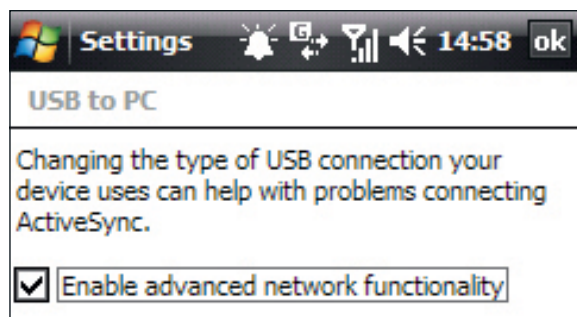 Settings G 14:58 ok
USB to PC
Changing the type of USB connection your
device uses can help with problems connecting
ActiveSync.
Enable advanced network functionality